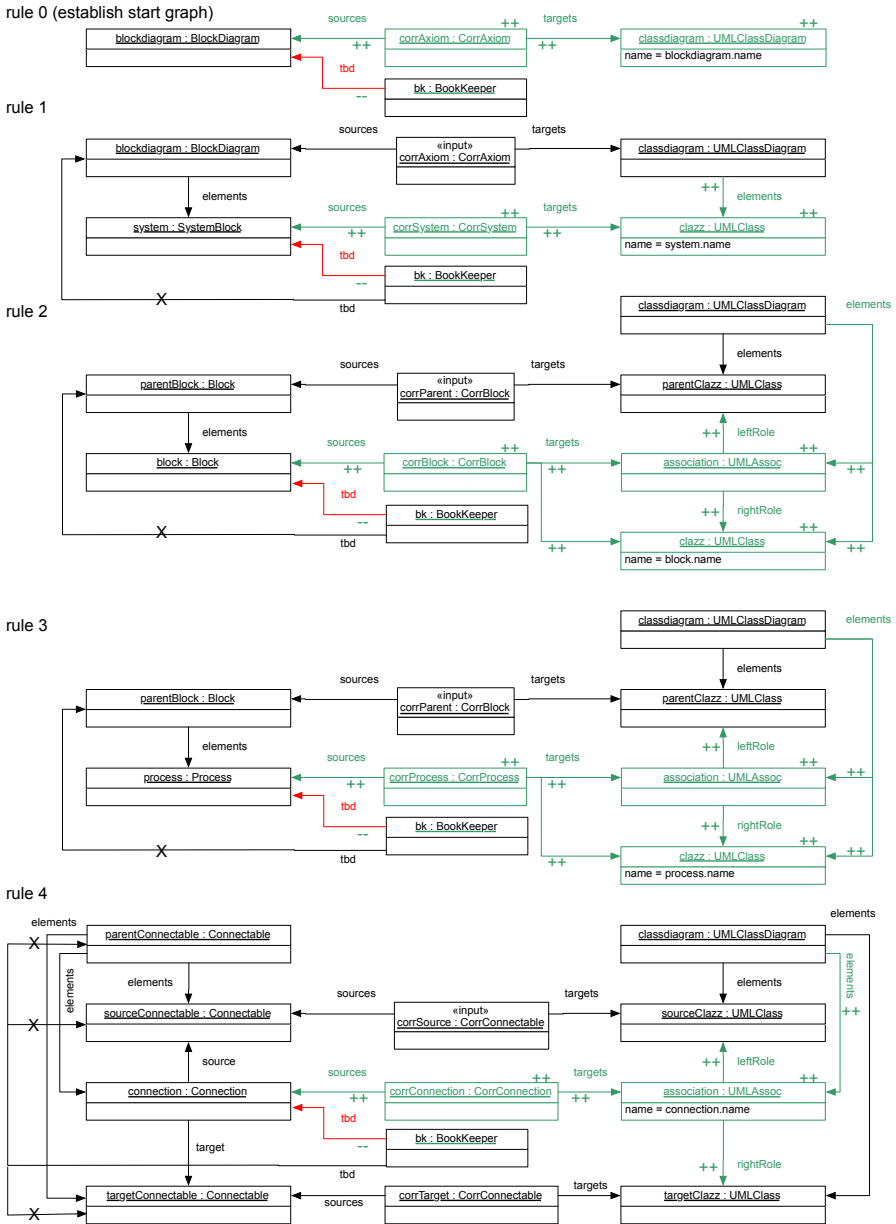 rule 0 (establish start graph)
sources
targets
blockdiagram : BlockDiagram
++
corrAxiom : CorrAxiom
++
++
classdiagram : UMLClassDiagram
++
name = blockdiagram.name
tbd
--
bk : BookKeeper
rule 1
sources
targets
blockdiagram : BlockDiagram
«input»
corrAxiom : CorrAxiom
classdiagram : UMLClassDiagram
elements
++
elements
sources
++
targets
++
system : SystemBlock
++
corrSystem : CorrSystem
++
clazz : UMLClass
name = system.name
tbd
--
bk : BookKeeper
X
tbd
rule 2
classdiagram : UMLClassDiagram
elements
elements
sources
targets
parentBlock : Block
«input»
corrParent : CorrBlock
parentClazz : UMLClass
elements
++
leftRole
sources
++
targets
++
block : Block
++
corrBlock : CorrBlock
++
association : UMLAssoc
++
tbd
--
bk : BookKeeper
++
rightRole
X
tbd
++
++
clazz : UMLClass
++
name = block.name
rule 3
classdiagram : UMLClassDiagram
elements
elements
sources
targets
parentBlock : Block
«input»
corrParent : CorrBlock
parentClazz : UMLClass
elements
++
leftRole
sources
++
targets
++
process : Process
++
corrProcess : CorrProcess
++
association : UMLAssoc
++
tbd
--
bk : BookKeeper
++
rightRole
X
tbd
++
++
clazz : UMLClass
++
name = process.name
rule 4
elements
elements
parentConnectable : Connectable
classdiagram : UMLClassDiagram
X
elements
elements
elements
elements
++
sources
targets
X
sourceConnectable : Connectable
«input»
corrSource : CorrConnectable
sourceClazz : UMLClass
source
++
leftRole
sources
++
targets
++
connection : Connection
++
corrConnection : CorrConnection
++
association : UMLAssoc
name = connection.name
tbd
--
bk : BookKeeper
target
tbd
++
rightRole
targetConnectable : Connectable
sources
corrTarget : CorrConnectable
targets
targetClazz : UMLClass
X